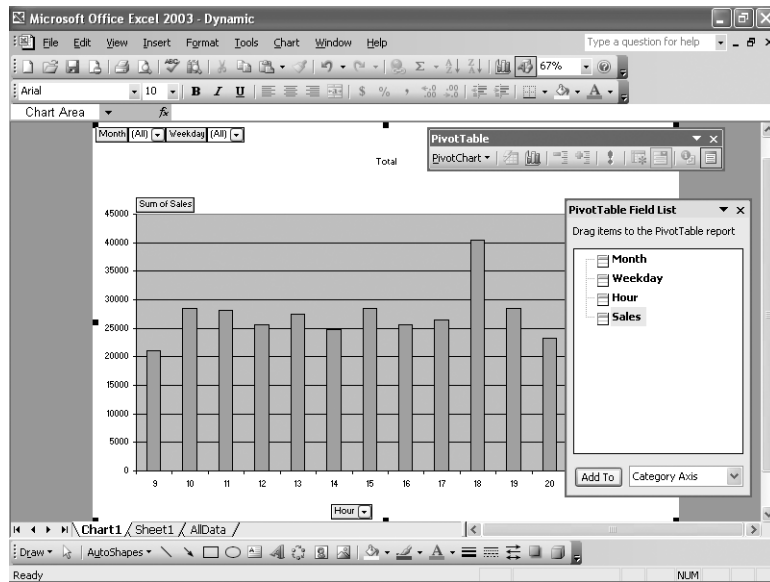 Microsoft Office Excel 2003 - Dynamic
File Edit View Insert Format Tools Chart Window Help Type a question for help
ABC Σ 67%
Arial 10 B I U $ % ,
Chart Area fx
Month (All) Weekday (All)
PivotTable
PivotChart
Total
Sum of Sales
45000
40000
35000
30000
25000
20000
15000
10000
5000
0
9 10 11 12 13 14 15 16 17 18 19 20
Hour
PivotTable Field List
Drag items to the PivotTable report
Month
Weekday
Hour
Sales
Add To Category Axis
Chart1 Sheet1 AllData
Draw AutoShapes A A
Ready NUM